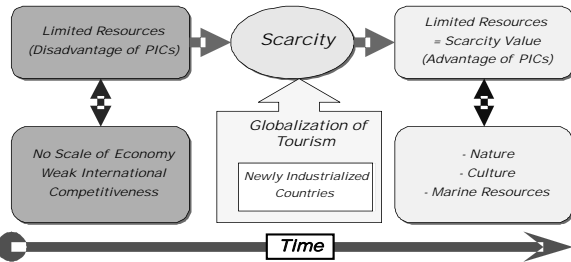 Limited Resources
(Disadvantage of PICs)
Scarcity
Limited Resources
= Scarcity Value
(Advantage of PICs)
No Scale of Economy
Weak International
Competitiveness
Globalization of
Tourism
Newly Industrialized
Countries
- Nature
- Culture
- Marine Resources
Time